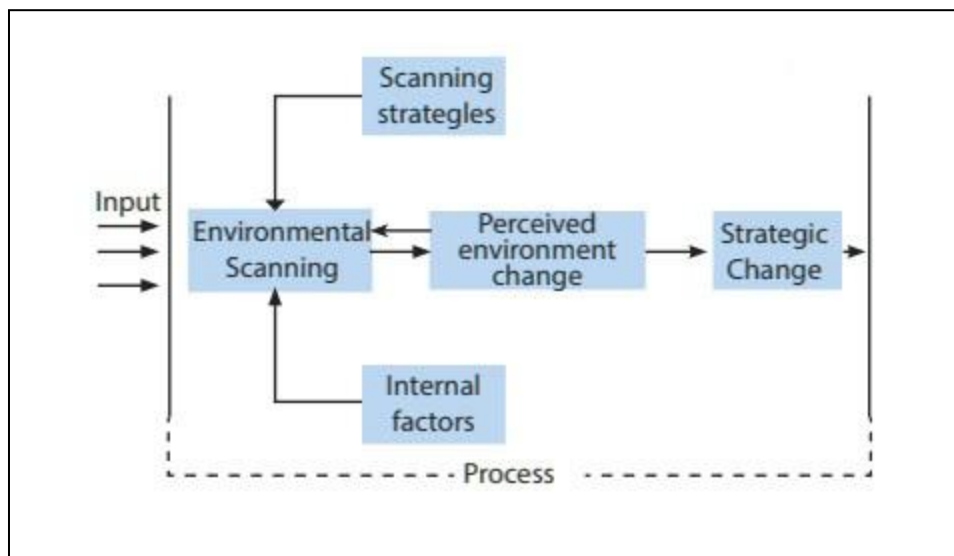 Scanning
strategles
Input
Environmental
Scanning
Perceived
environment
change
Strategic
Change
Internal
factors
Process